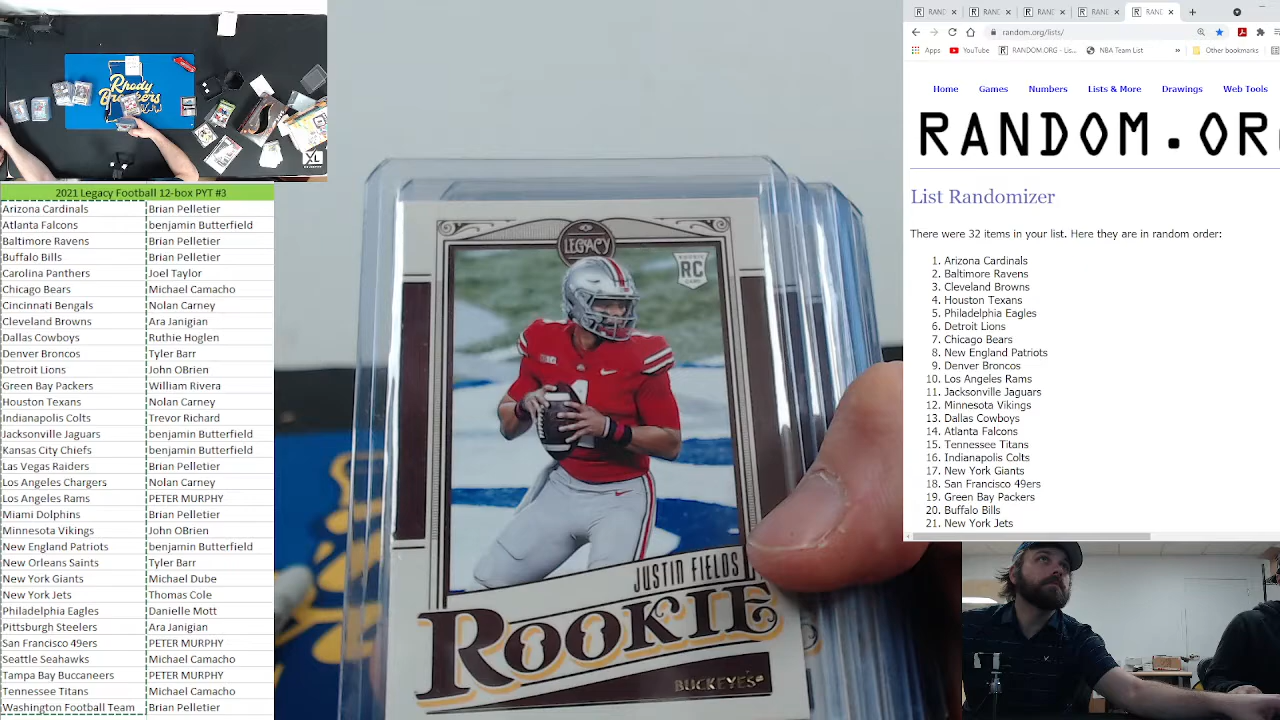 Rhody
Breakers
XL
2021 Legacy Football 12-box PYT #3
Arizona Cardinals Brian Pelletier
Atlanta Falcons benjamin Butterfield
Baltimore Ravens Brian Pelletier
Buffalo Bills Brian Pelletier
Carolina Panthers Joel Taylor
Chicago Bears Michael Camacho
Cincinnati Bengals Nolan Carney
Cleveland Browns Ara Janigian
Dallas Cowboys Ruthie Hoglen
Denver Broncos Tyler Barr
Detroit Lions John OBrien
Green Bay Packers William Rivera
Houston Texans Nolan Carney
Indianapolis Colts Trevor Richard
Jacksonville Jaguars benjamin Butterfield
Kansas City Chiefs benjamin Butterfield
Las Vegas Raiders Brian Pelletier
Los Angeles Chargers Nolan Carney
Los Angeles Rams PETER MURPHY
Miami Dolphins Brian Pelletier
Minnesota Vikings John OBrien
New England Patriots benjamin Butterfield
New Orleans Saints Tyler Barr
New York Giants Michael Dube
New York Jets Thomas Cole
Philadelphia Eagles Danielle Mott
Pittsburgh Steelers Ara Janigian
San Francisco 49ers PETER MURPHY
Seattle Seahawks Michael Camacho
Tampa Bay Buccaneers PETER MURPHY
Tennessee Titans Michael Camacho
Washington Football Team Brian Pelletier
LEGACY
RC
1
JUSTIN FIELDS
ROOKIE
BUCKEYES
RAND
RAND
RAND
RAND
RAND
random.org/lists/
Apps YouTube RANDOM.ORG - Lis... NBA Team List » Other bookmarks
Home Games Numbers Lists & More Drawings Web Tools
RANDOM.OR
List Randomizer
There were 32 items in your list. Here they are in random order:
1. Arizona Cardinals
2. Baltimore Ravens
3. Cleveland Browns
4. Houston Texans
5. Philadelphia Eagles
6. Detroit Lions
7. Chicago Bears
8. New England Patriots
9. Denver Broncos
10. Los Angeles Rams
11. Jacksonville Jaguars
12. Minnesota Vikings
13. Dallas Cowboys
14. Atlanta Falcons
15. Tennessee Titans
16. Indianapolis Colts
17. New York Giants
18. San Francisco 49ers
19. Green Bay Packers
20. Buffalo Bills
21. New York Jets